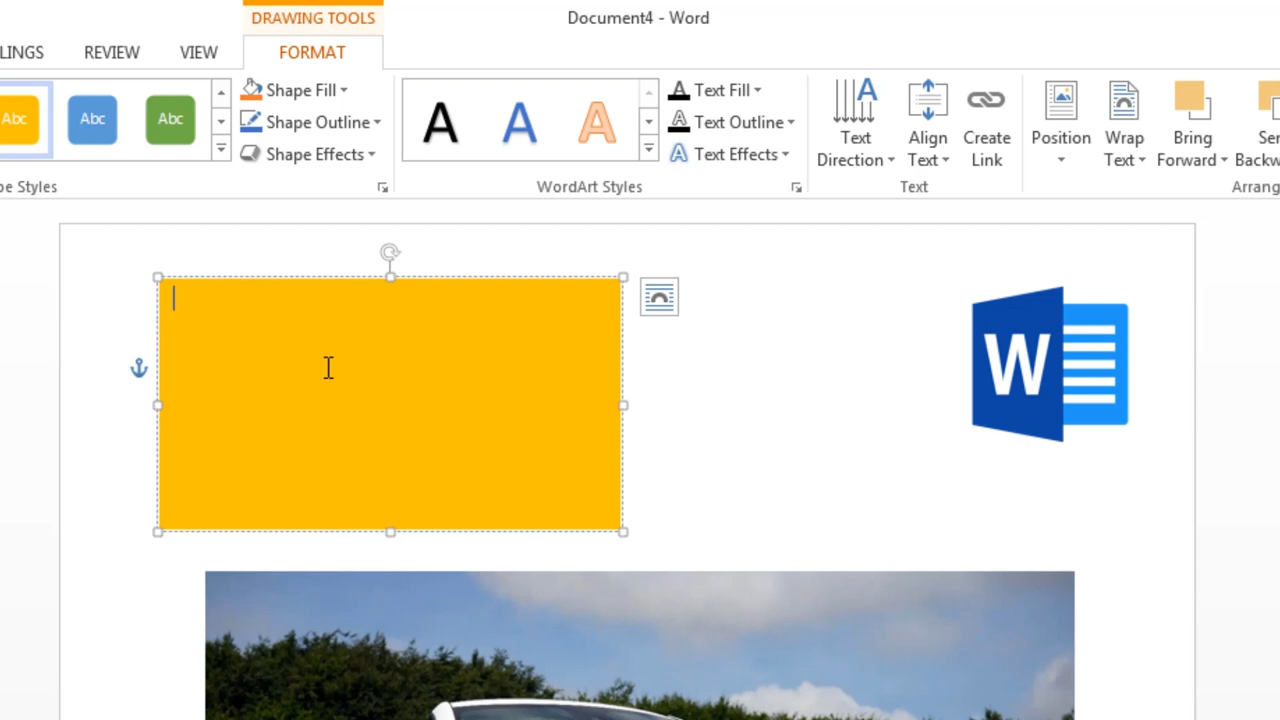 DRAWING TOOLS
Document4 - Word
LINGS REVIEW VIEW FORMAT
Abc Abc Abc
Shape Fill
Shape Outline
Shape Effects
A A A
Text Fill
Text Outline
Text Effects
Text Direction
Align Text
Create Link
Position
Wrap Text
Bring Forward
Sen
Backw
pe Styles
WordArt Styles
Text
Arrang
W